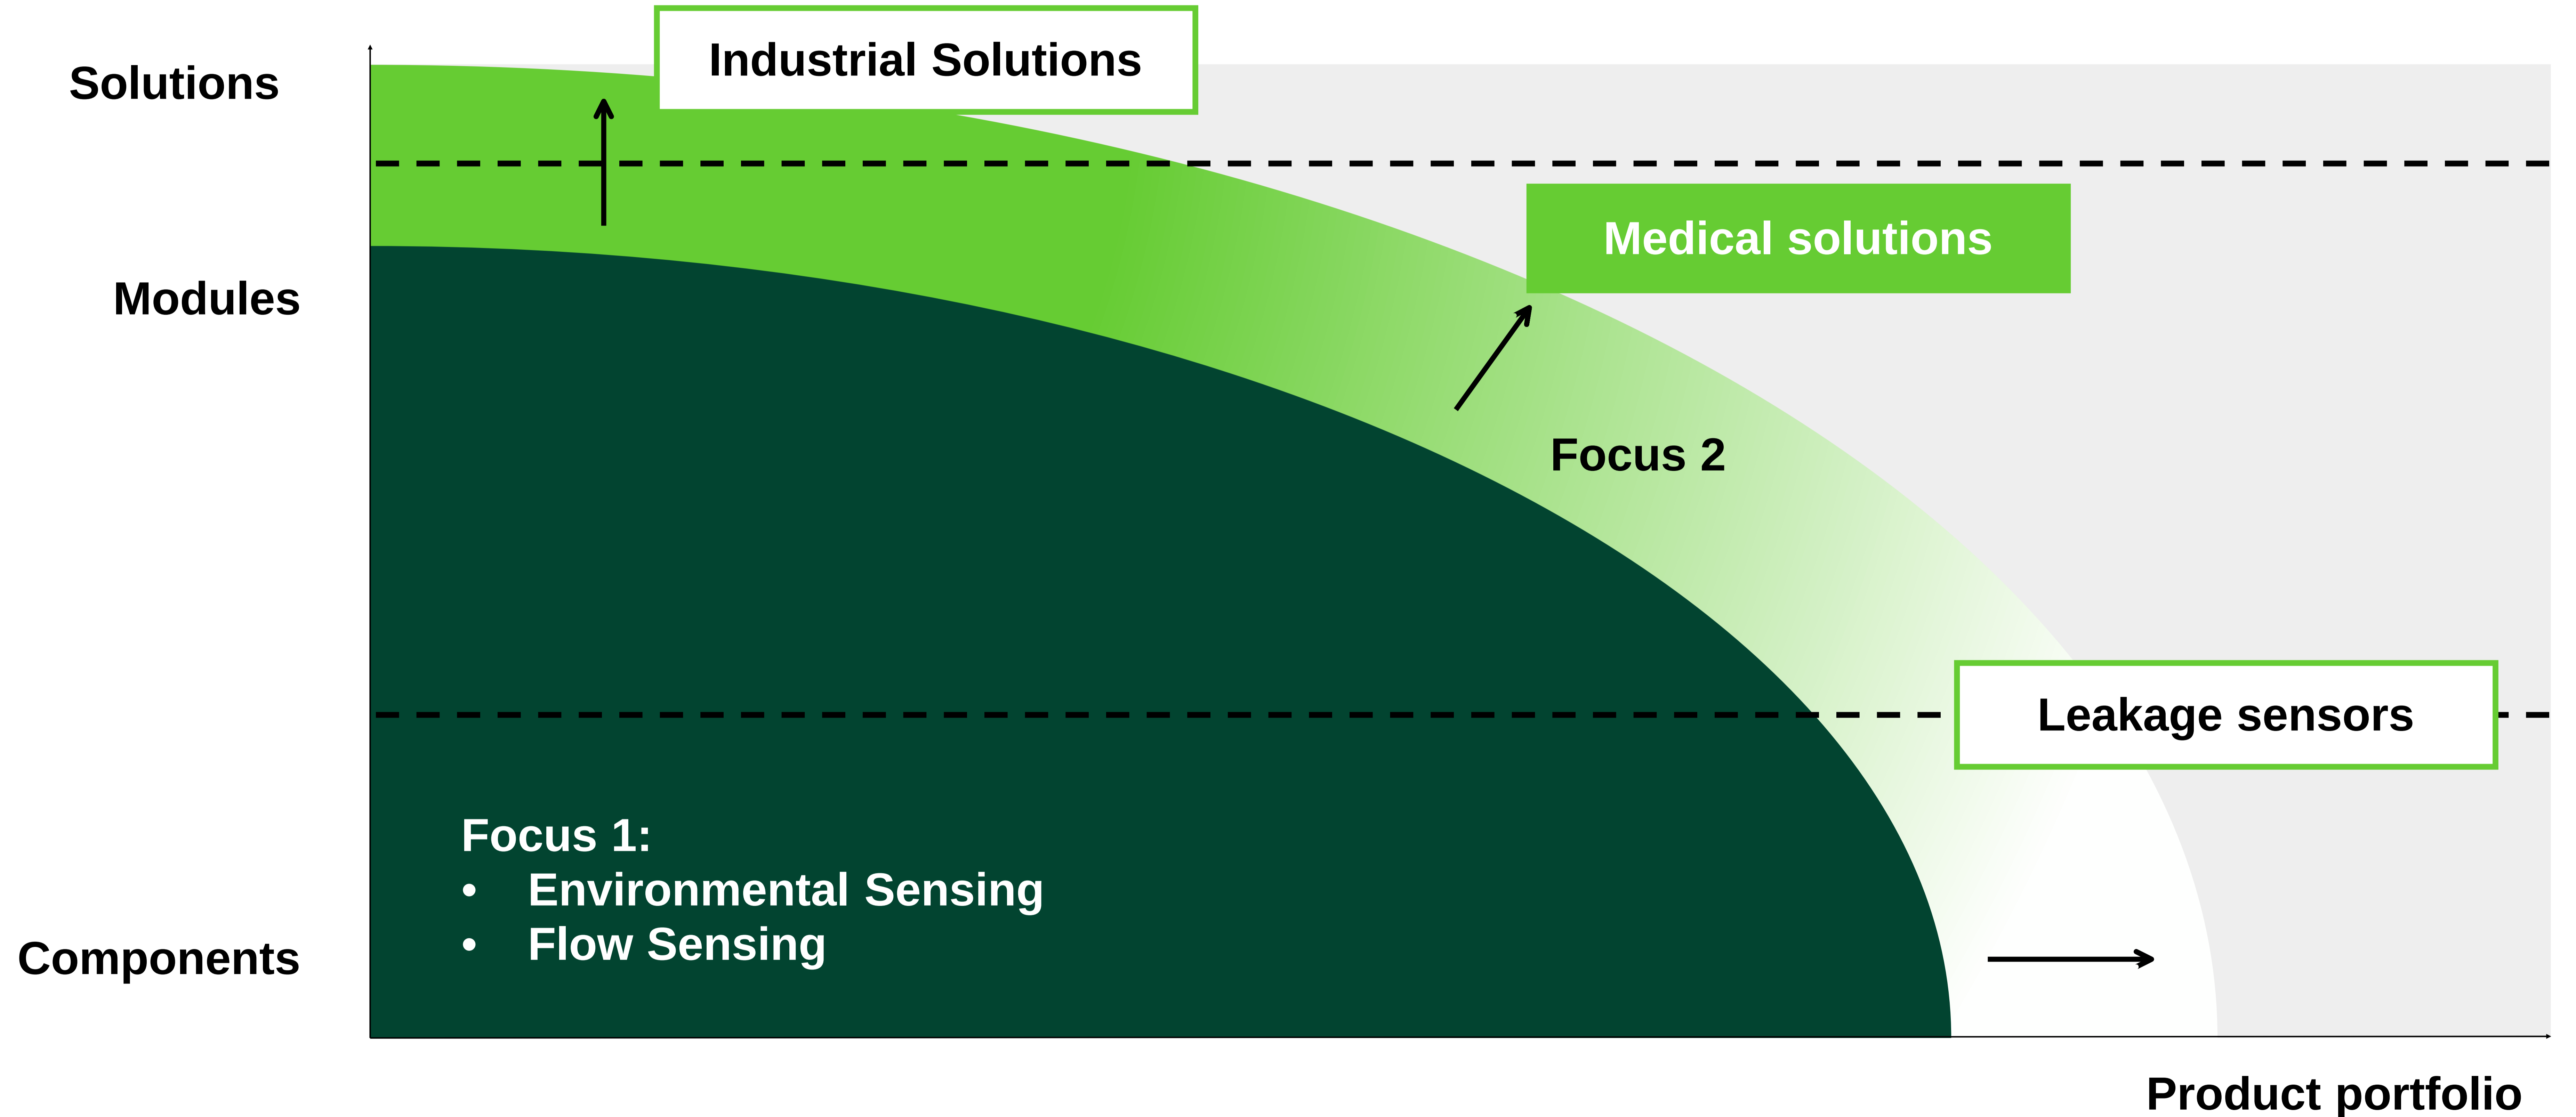 Industrial Solutions
Solutions
Medical solutions
Modules
Focus 2
Leakage sensors
Focus 1:
• Environmental Sensing
• Flow Sensing
Components
Product portfolio